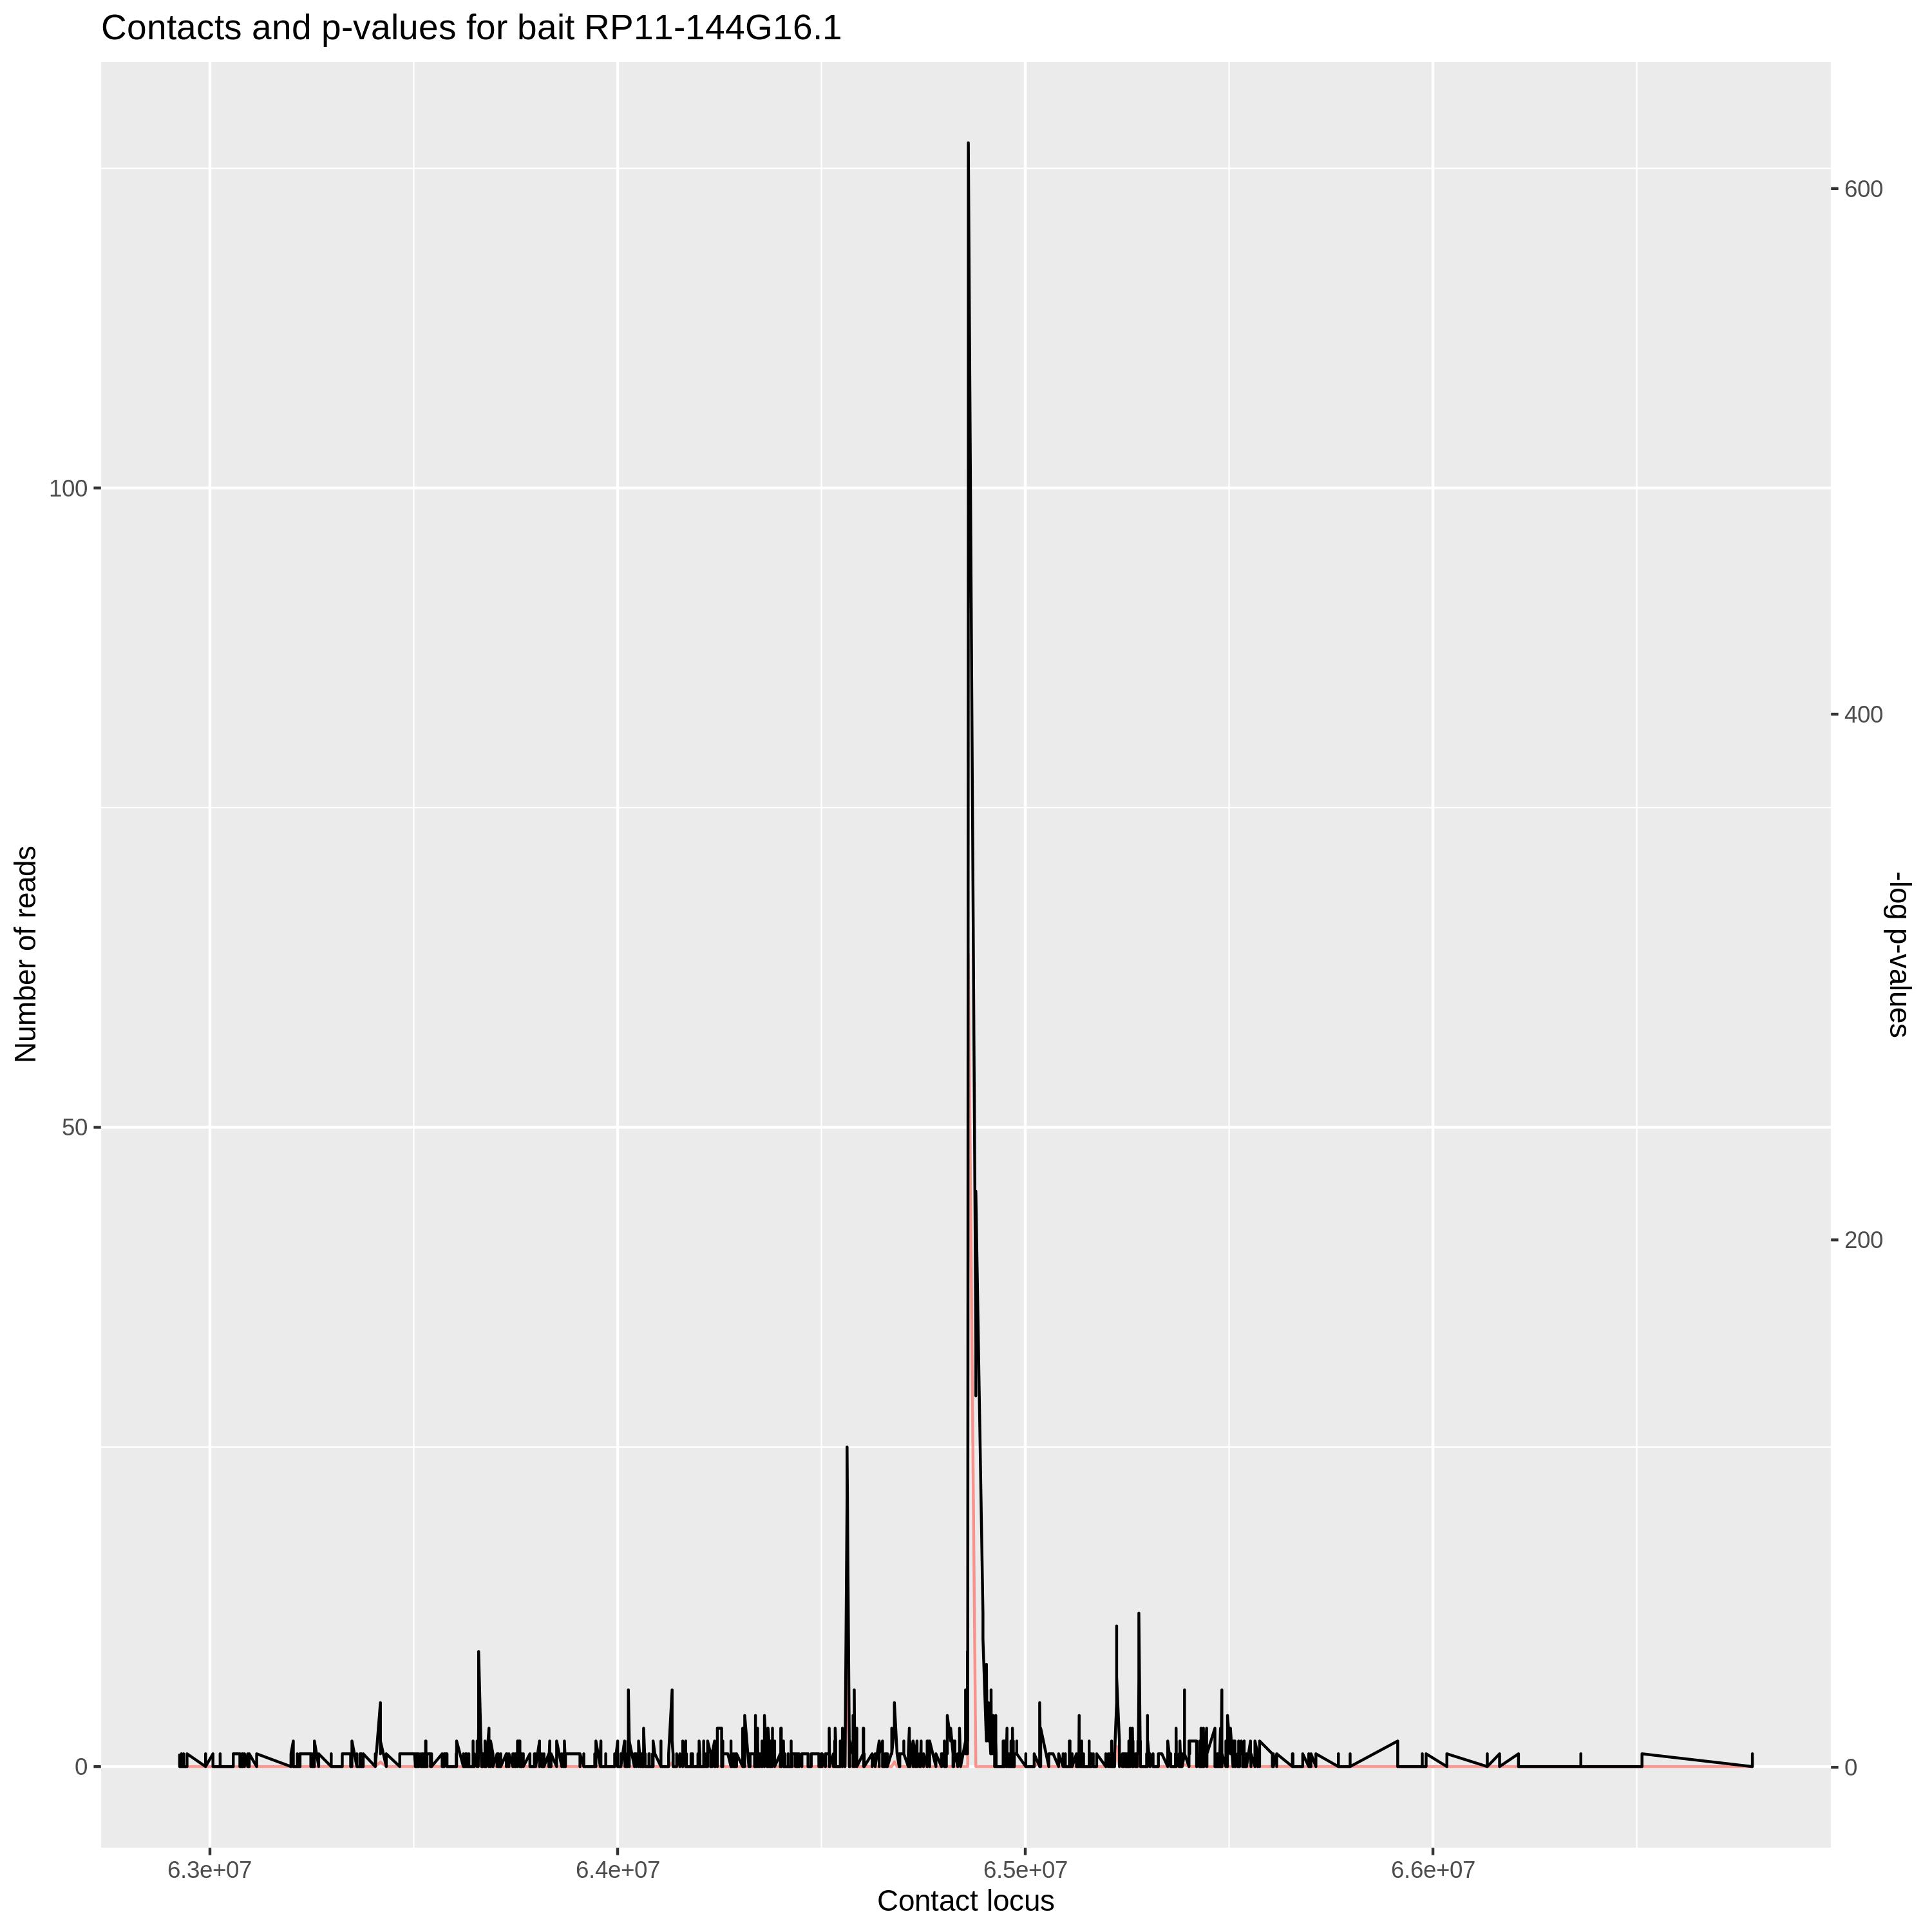 Contacts and p-values for bait RP11-144G16.1
600
100
400
Number of reads
-log p-values
50
200
0
0
6.3e+07
6.4e+07
6.5e+07
6.6e+07
Contact locus